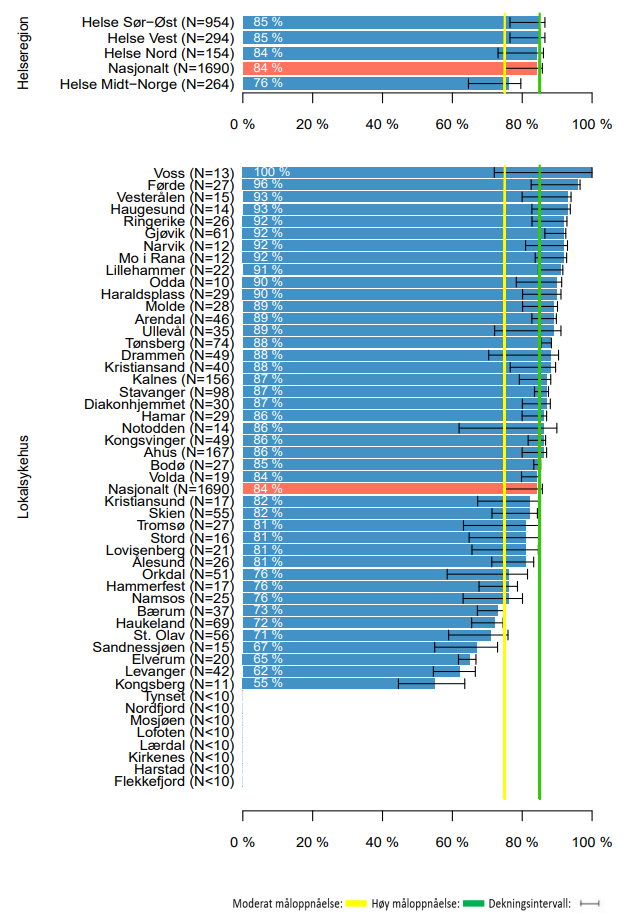 Helseregion
Helse Sør−Øst (N=954) 85 %
Helse Vest (N=294) 85 %
Helse Nord (N=154) 84 %
Nasjonalt (N=1690) 84 %
Helse Midt−Norge (N=264) 76 %
0 % 20 % 40 % 60 % 80 % 100 %
Lokalsykehus
Voss (N=13) 100 %
Førde (N=27) 96 %
Vesterålen (N=15) 93 %
Haugesund (N=14) 93 %
Ringerike (N=26) 92 %
Gjøvik (N=61) 92 %
Narvik (N=12) 92 %
Mo i Rana (N=12) 92 %
Lillehammer (N=22) 91 %
Odda (N=10) 90 %
Haraldsplass (N=29) 90 %
Molde (N=28) 89 %
Arendal (N=46) 89 %
Ullevål (N=35) 89 %
Tønsberg (N=74) 88 %
Drammen (N=49) 88 %
Kristiansand (N=40) 88 %
Kalnes (N=156) 87 %
Stavanger (N=98) 87 %
Diakonhjemmet (N=30) 87 %
Hamar (N=29) 86 %
Notodden (N=14) 86 %
Kongsvinger (N=49) 86 %
Ahus (N=167) 86 %
Bodø (N=27) 85 %
Volda (N=19) 84 %
Nasjonalt (N=1690) 84 %
Kristiansund (N=17) 82 %
Skien (N=55) 82 %
Tromsø (N=27) 81 %
Stord (N=16) 81 %
Lovisenberg (N=21) 81 %
Ålesund (N=26) 81 %
Orkdal (N=51) 76 %
Hammerfest (N=17) 76 %
Namsos (N=25) 76 %
Bærum (N=37) 73 %
Haukeland (N=69) 72 %
St. Olav (N=56) 71 %
Sandnessjøen (N=15) 67 %
Elverum (N=20) 65 %
Levanger (N=42) 62 %
Kongsberg (N=11) 55 %
Tynset (N<10)
Nordfjord (N<10)
Mosjøen (N<10)
Lofoten (N<10)
Lærdal (N<10)
Kirkenes (N<10)
Harstad (N<10)
Flekkefjord (N<10)
0 % 20 % 40 % 60 % 80 % 100 %
Moderat måloppnåelse: Høy måloppnåelse: Dekningsintervall: